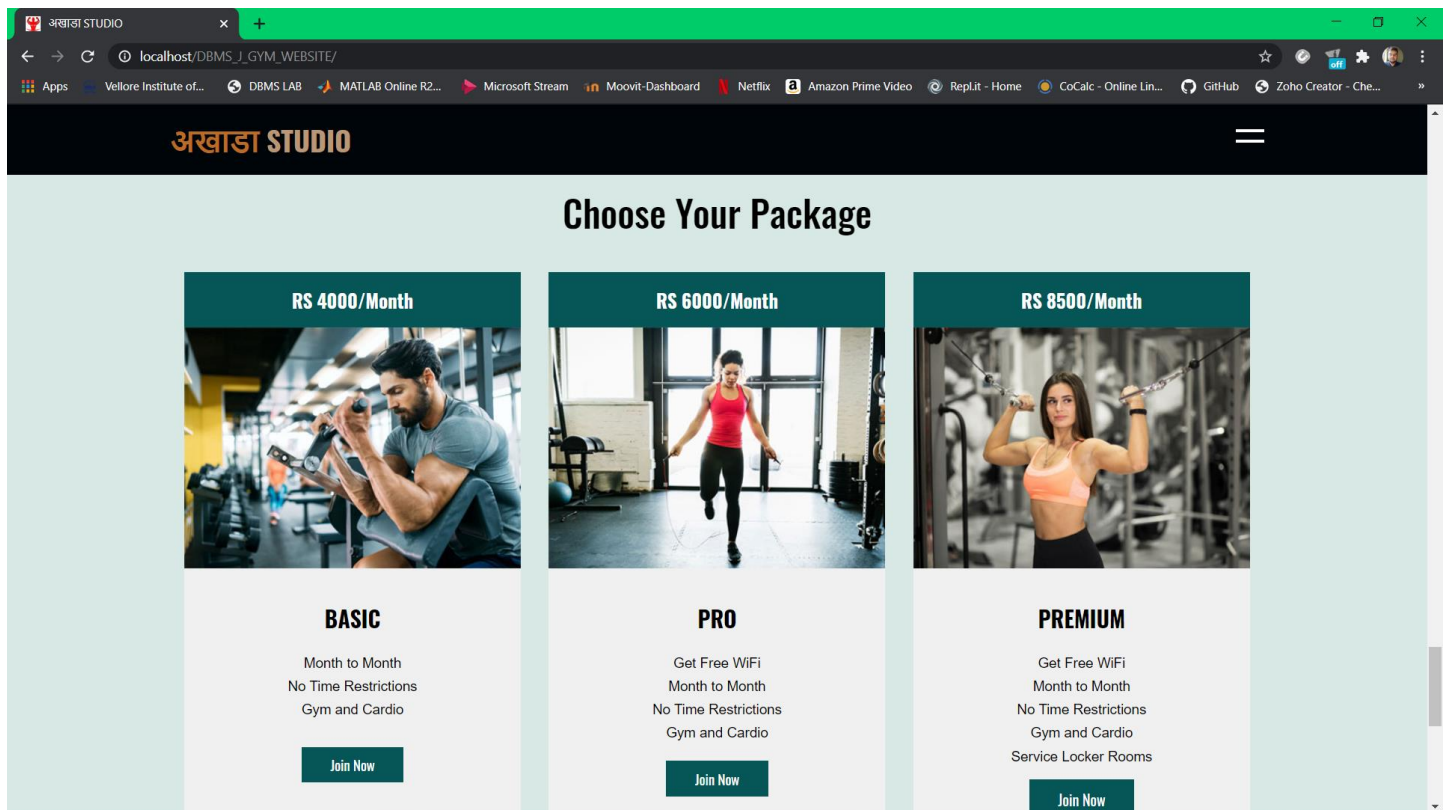 अखाडा STUDIO
localhost/DBMS_J_GYM_WEBSITE/
Apps Vellore Institute of... DBMS LAB MATLAB Online R2... Microsoft Stream Moovit-Dashboard Netflix Amazon Prime Video Repl.it - Home CoCalc - Online Lin... GitHub Zoho Creator - Che... »
off
अखाडा STUDIO
Choose Your Package
RS 4000/Month RS 6000/Month RS 8500/Month
BASIC
Month to Month
No Time Restrictions
Gym and Cardio
Join Now
PRO
Get Free WiFi
Month to Month
No Time Restrictions
Gym and Cardio
Join Now
PREMIUM
Get Free WiFi
Month to Month
No Time Restrictions
Gym and Cardio
Service Locker Rooms
Join Now